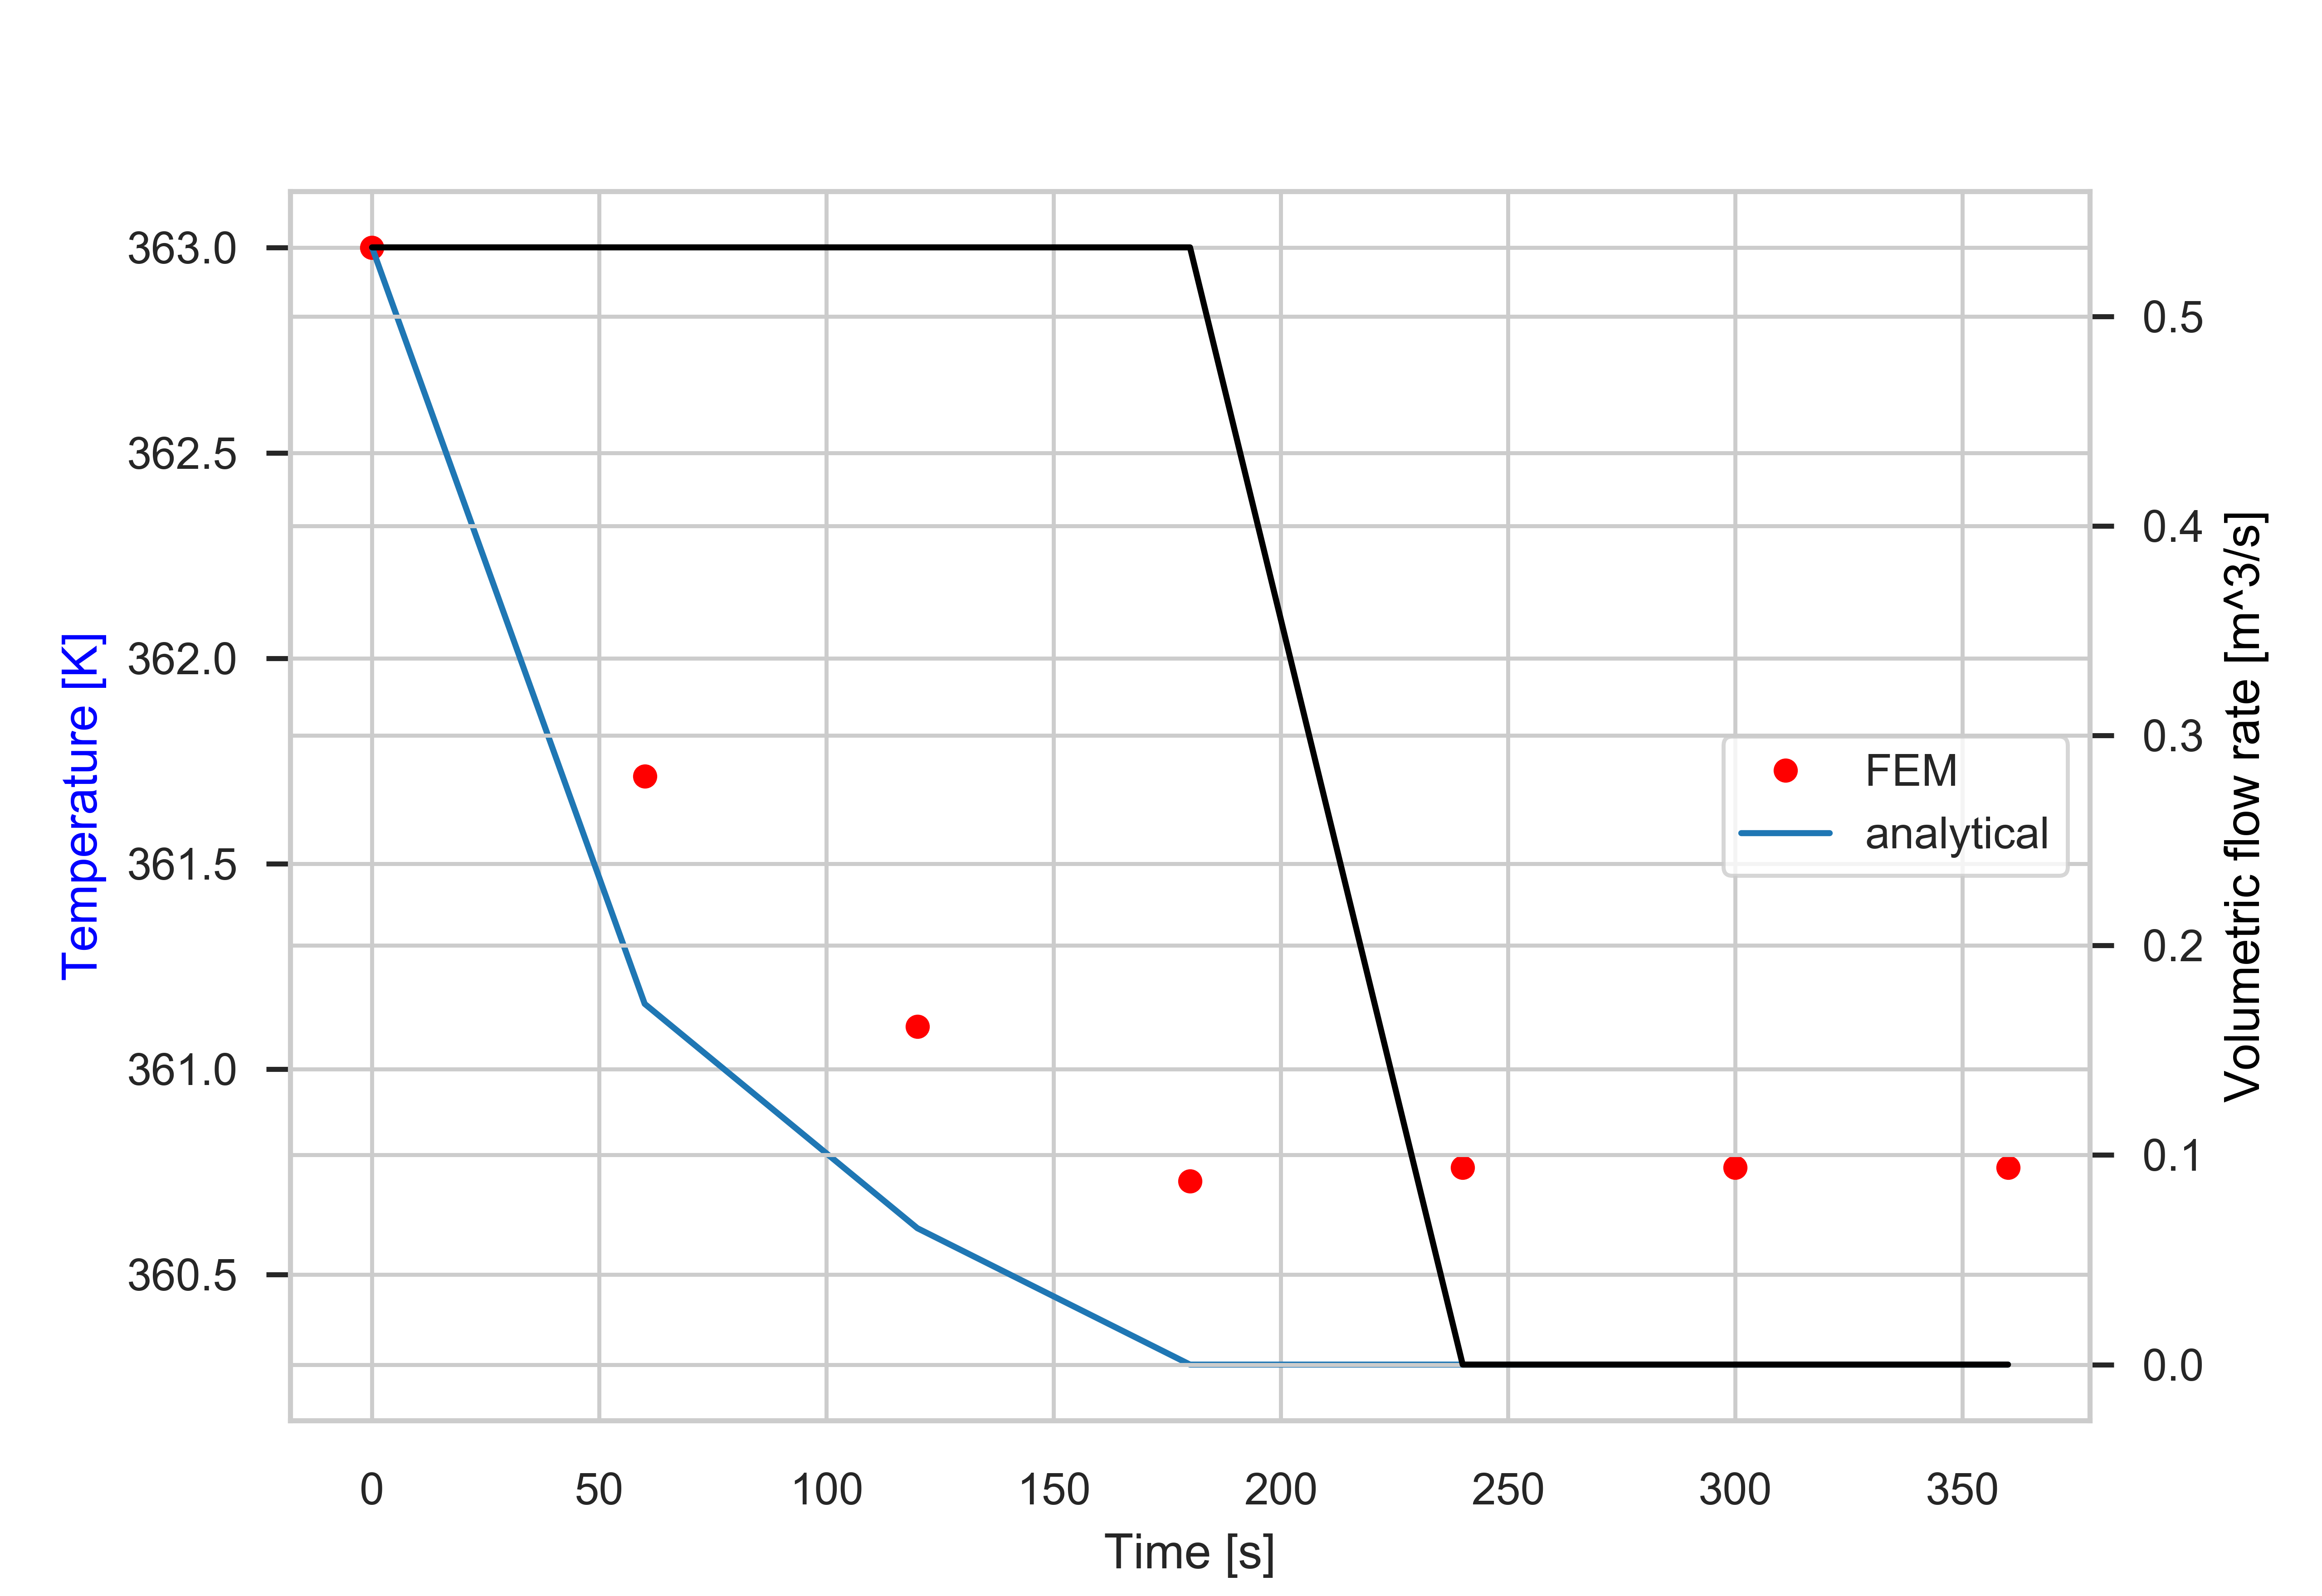 363.0
362.5
362.0
361.5
361.0
360.5
Temperature [K]
0.5
0.4
0.3
0.2
0.1
0.0
Volumetric flow rate [m^3/s]
FEM
analytical
0 50 100 150 200 250 300 350
Time [s]